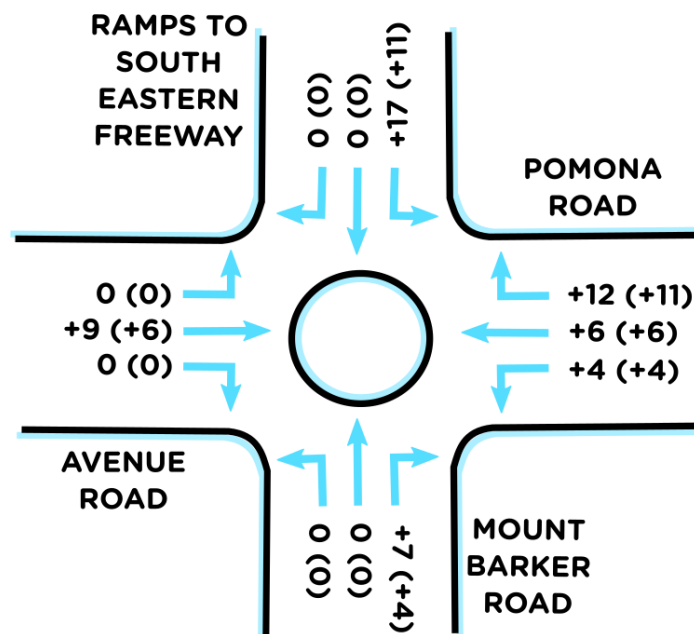 RAMPS TO
SOUTH
EASTERN
FREEWAY
0 (0)
0 (0)
+17 (+11)
POMONA
ROAD
0 (0)
+9 (+6)
0 (0)
+12 (+11)
+6 (+6)
+4 (+4)
AVENUE
ROAD
0 (0)
0 (0)
+7 (+4)
MOUNT
BARKER
ROAD